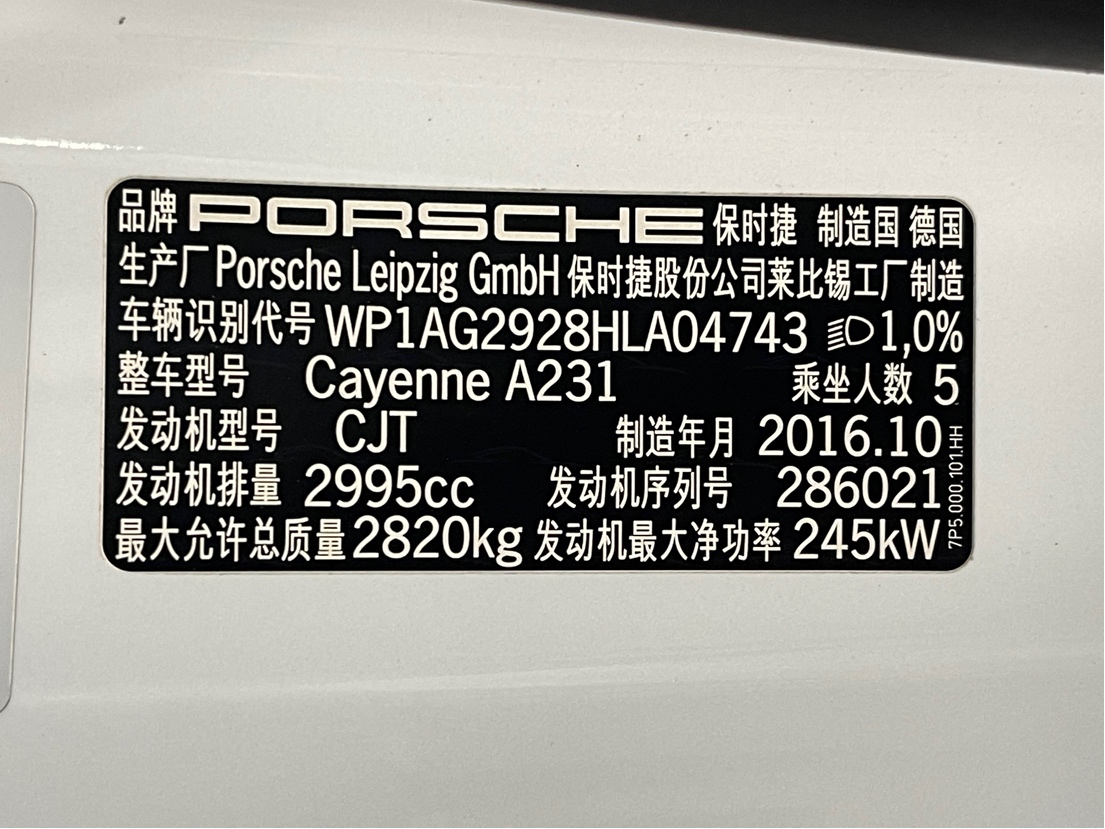 品牌 PORSCHE 保时捷 制造国 德国
生产厂 Porsche Leipzig GmbH 保时捷股份公司莱比锡工厂制造
车辆识别代号 WP1AG2928HLA04743 1,0%
整车型号 Cayenne A231 乘坐人数 5
发动机型号 CJT 制造年月 2016.10
发动机排量 2995cc 发动机序列号 286021
最大允许总质量 2820kg 发动机最大净功率 245kW
7P5.000.101.HH